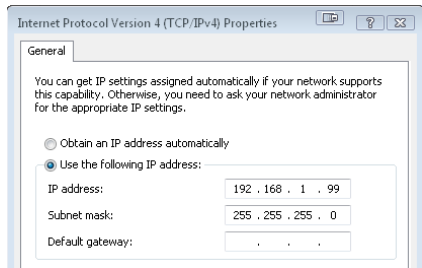 Internet Protocol Version 4 (TCP/IPv4) Properties
General
You can get IP settings assigned automatically if your network supports
this capability. Otherwise, you need to ask your network administrator
for the appropriate IP settings.
Obtain an IP address automatically
Use the following IP address:
IP address: 192 . 168 . 1 . 99
Subnet mask: 255 . 255 . 255 . 0
Default gateway: . . .